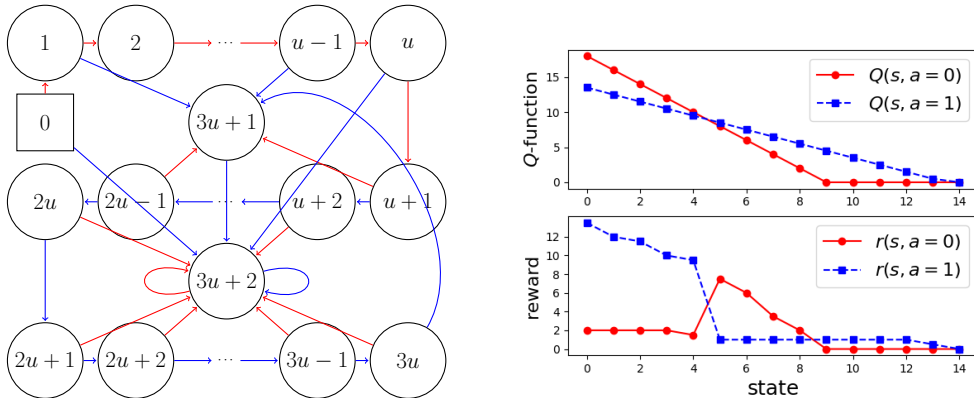 1 2 ... u − 1 u
0
3u + 1
2u 2u − 1 ... u + 2 u + 1
3u + 2
2u + 1 2u + 2 ... 3u − 1 3u
Q-function
15
10
5
0
Q(s, a = 0)
Q(s, a = 1)
0 2 4 6 8 10 12 14
reward
12
10
8
6
4
2
0
r(s, a = 0)
r(s, a = 1)
0 2 4 6 8 10 12 14
state